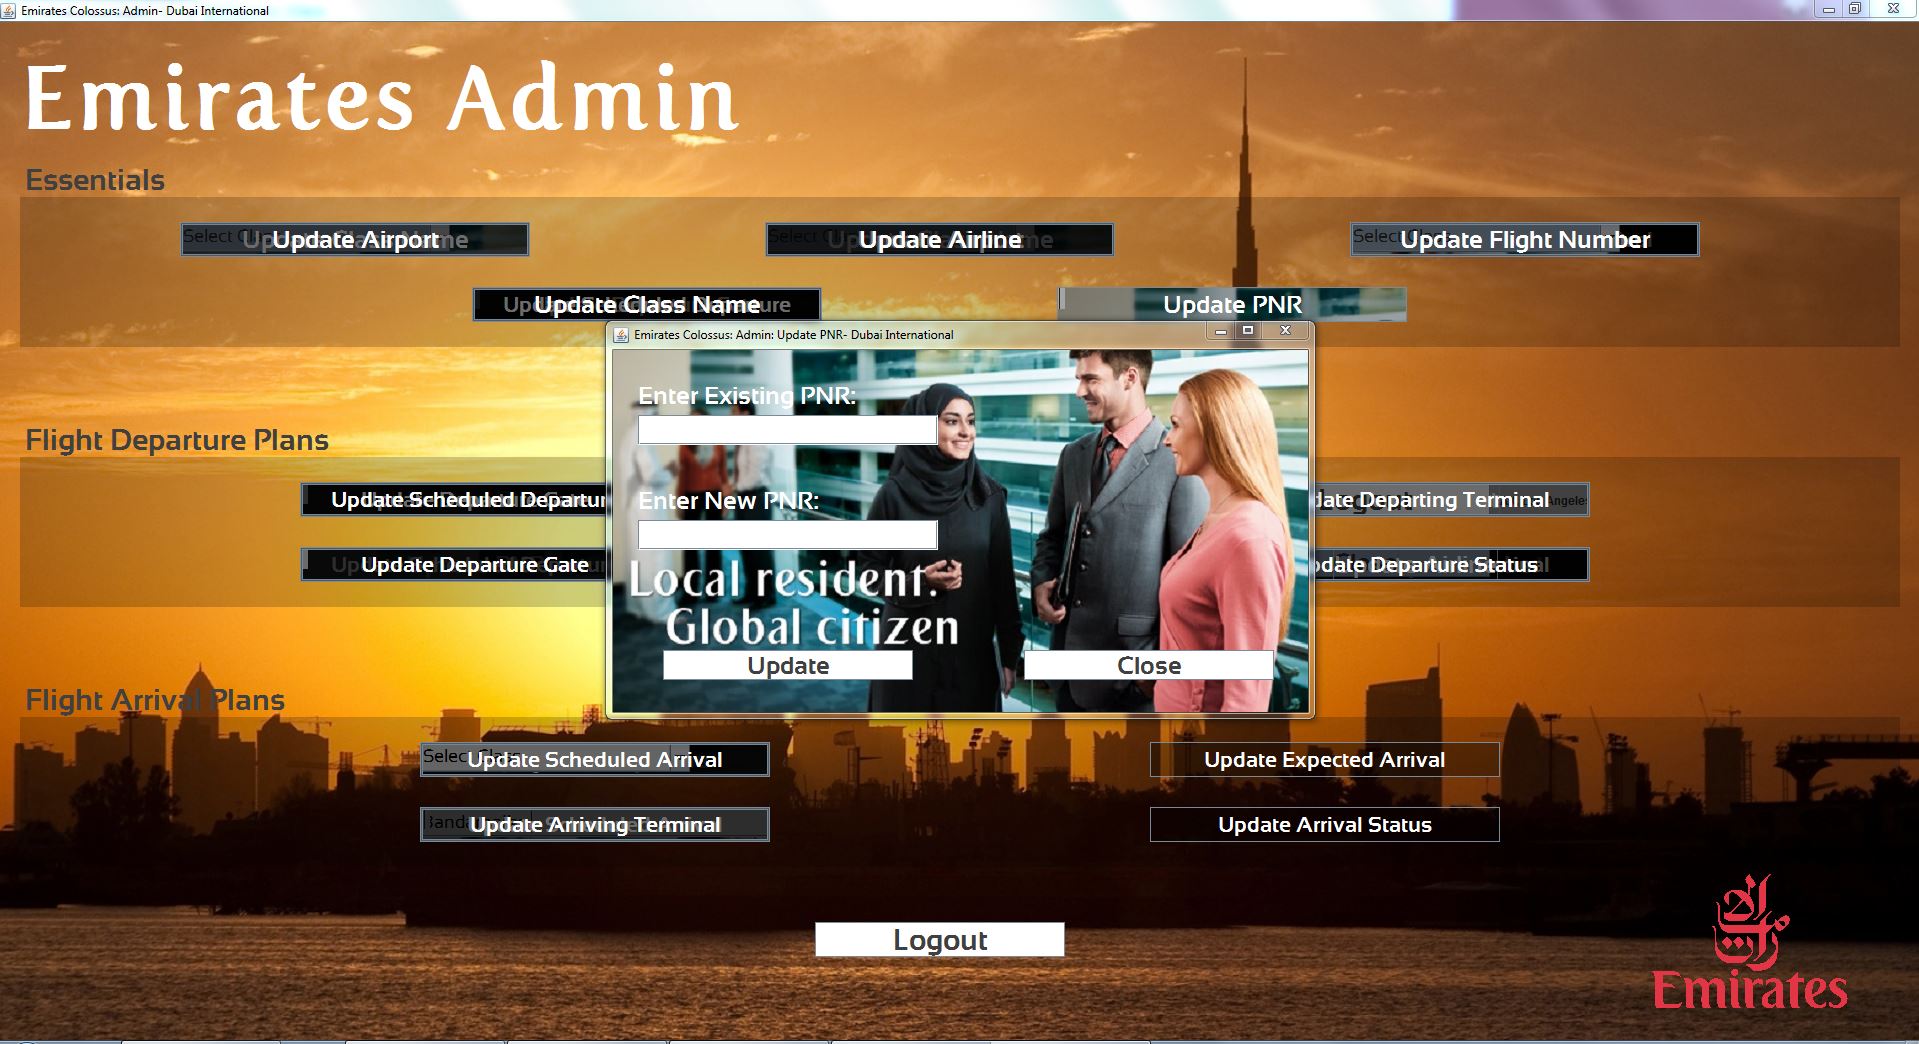 Emirates Colossus: Admin- Dubai International
Emirates Admin
Essentials
Update Airport
Update Airline
Update Flight Number
Update Class Name
Update PNR
Emirates Colossus: Admin: Update PNR- Dubai International
Enter Existing PNR:
Enter New PNR:
Local resident.
Global citizen
Update
Close
Flight Departure Plans
Update Scheduled
Departing Terminal
Update Departure Gate
Departure Status
Flight Arrival Plans
Update Scheduled Arrival
Update Expected Arrival
Update Arriving Terminal
Update Arrival Status
Logout
امارات
Emirates